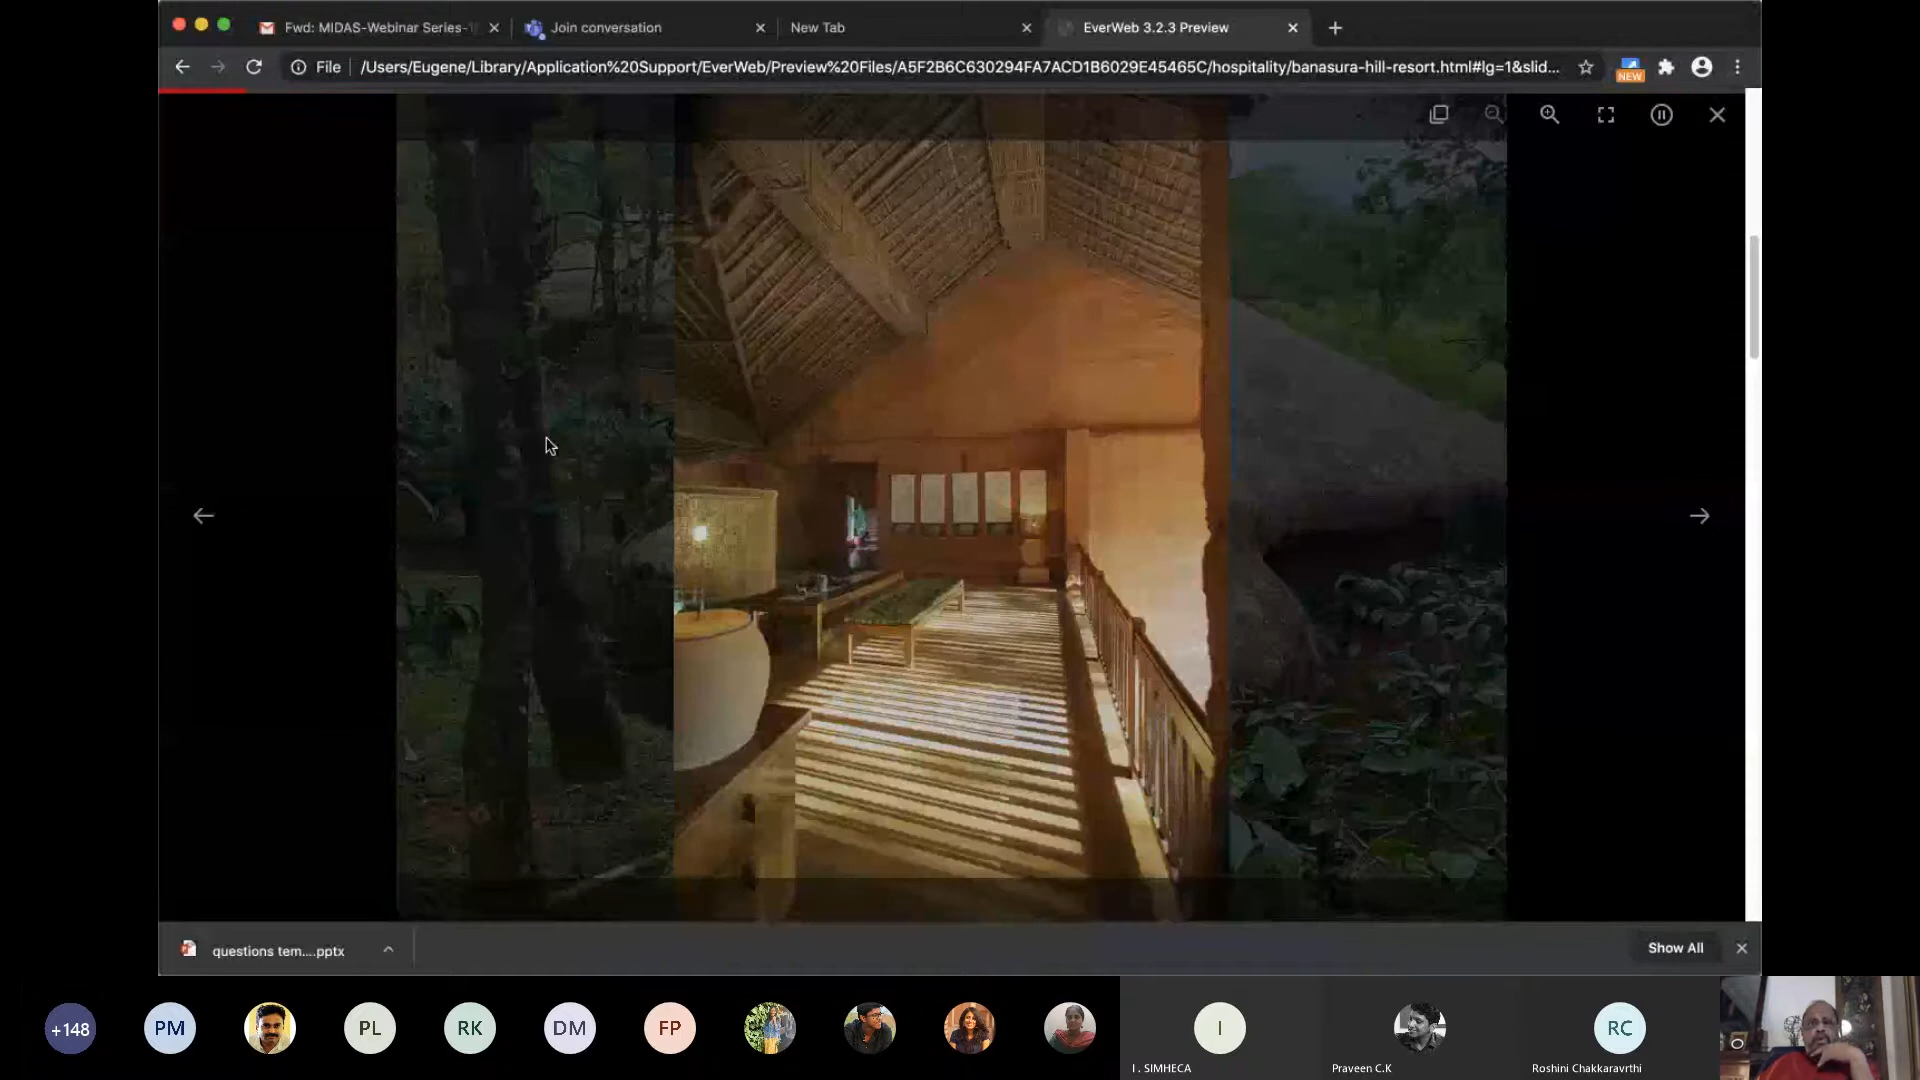 Fwd: MIDAS-Webinar Series-1
Join conversation
New Tab
EverWeb 3.2.3 Preview
File
/Users/Eugene/Library/Application%20Support/EverWeb/Preview%20Files/A5F2B6C630294FA7ACD1B6029E45465C/hospitality/banasura-hill-resort.html#lg=1&slid...
NEW
questions tem....pptx
Show All
+148
PM
PL
RK
DM
FP
I
RC
I . SIMHECA
Praveen C.K
Roshini Chakkaravrthi